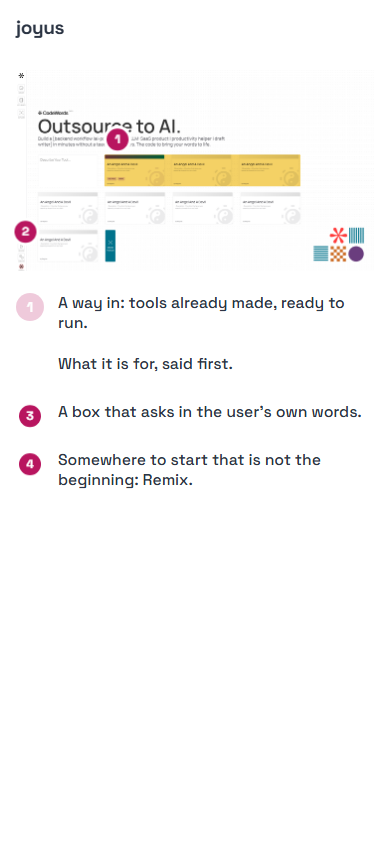 joyus
CodeWords
Outsource to AI.
1
2
1
A way in: tools already made, ready to
run.
What it is for, said first.
3
A box that asks in the user's own words.
4
Somewhere to start that is not the
beginning: Remix.